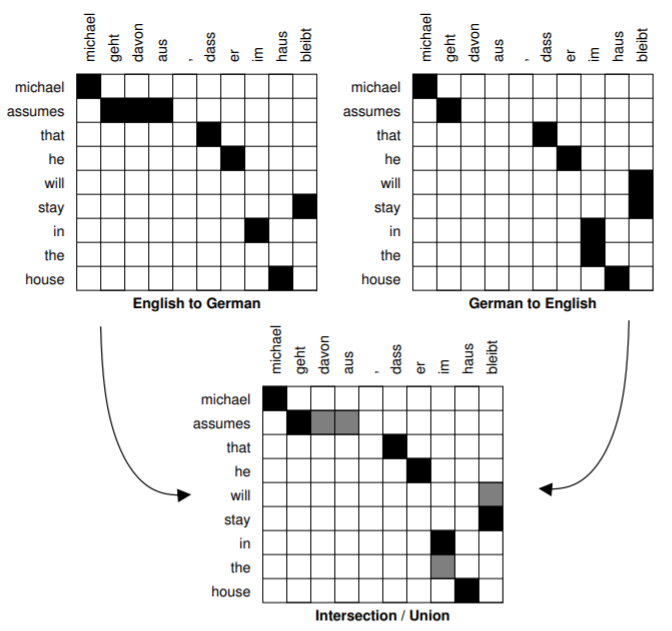 michael geht davon aus , dass er im haus bleibt
michael
assumes
that
he
will
stay
in
the
house
English to German
michael geht davon aus , dass er im haus bleibt
michael
assumes
that
he
will
stay
in
the
house
German to English
michael geht davon aus , dass er im haus bleibt
michael
assumes
that
he
will
stay
in
the
house
Intersection / Union